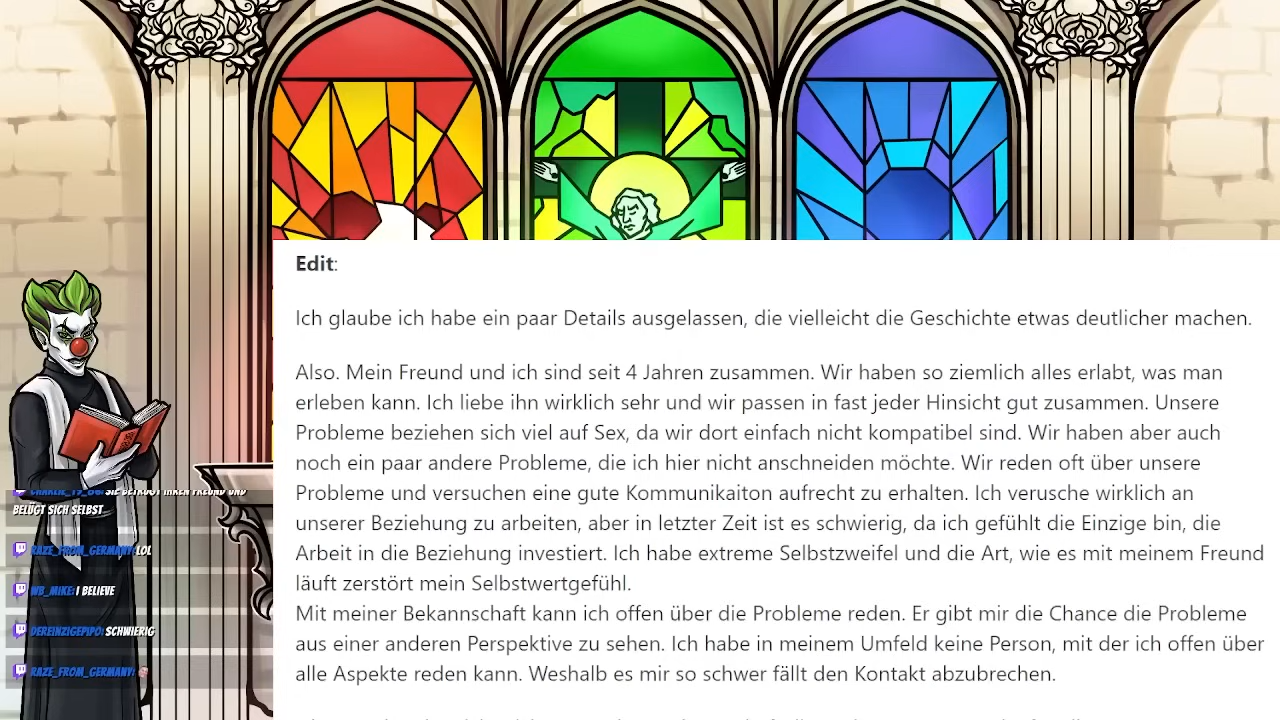 Edit:
Ich glaube ich habe ein paar Details ausgelassen, die vielleicht die Geschichte etwas deutlicher machen.
Also. Mein Freund und ich sind seit 4 Jahren zusammen. Wir haben so ziemlich alles erlabt, was man
erleben kann. Ich liebe ihn wirklich sehr und wir passen in fast jeder Hinsicht gut zusammen. Unsere
Probleme beziehen sich viel auf Sex, da wir dort einfach nicht kompatibel sind. Wir haben aber auch
noch ein paar andere Probleme, die ich hier nicht anschneiden möchte. Wir reden oft über unsere
Probleme und versuchen eine gute Kommunikaiton aufrecht zu erhalten. Ich verusche wirklich an
unserer Beziehung zu arbeiten, aber in letzter Zeit ist es schwierig, da ich gefühlt die Einzige bin, die
Arbeit in die Beziehung investiert. Ich habe extreme Selbstzweifel und die Art, wie es mit meinem Freund
läuft zerstört mein Selbstwertgefühl.
Mit meiner Bekannschaft kann ich offen über die Probleme reden. Er gibt mir die Chance die Probleme
aus einer anderen Perspektive zu sehen. Ich habe in meinem Umfeld keine Person, mit der ich offen über
alle Aspekte reden kann. Weshalb es mir so schwer fällt den Kontakt abzubrechen.
SIE BETRÜGT IHREN FREUND UND
BELÜGT SICH SELBST
RAZE_FROM_GERMANY: LOL
WB_MIKE: I BELIEVE
DEREINZIGEPIPO: SCHWIERIG
RAZE_FROM_GERMANY: